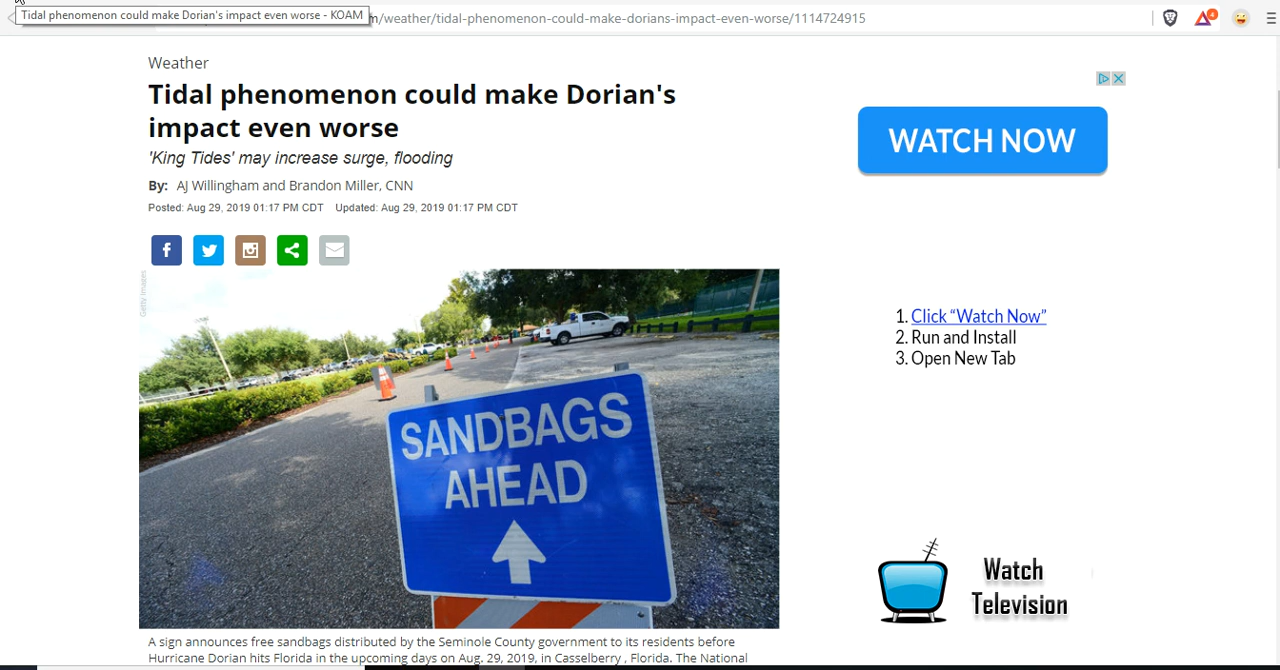 Tidal phenomenon could make Dorian's impact even worse - KOAM
m/weather/tidal-phenomenon-could-make-dorians-impact-even-worse/1114724915
4
Weather
Tidal phenomenon could make Dorian's
impact even worse
'King Tides' may increase surge, flooding
By: AJ Willingham and Brandon Miller, CNN
Posted: Aug 29, 2019 01:17 PM CDT Updated: Aug 29, 2019 01:17 PM CDT
f
Getty Images
SANDBAGS
AHEAD
A sign announces free sandbags distributed by the Seminole County government to its residents before
Hurricane Dorian hits Florida in the upcoming days on Aug. 29, 2019, in Casselberry , Florida. The National
WATCH NOW
1. Click “Watch Now”
2. Run and Install
3. Open New Tab
Watch
Television